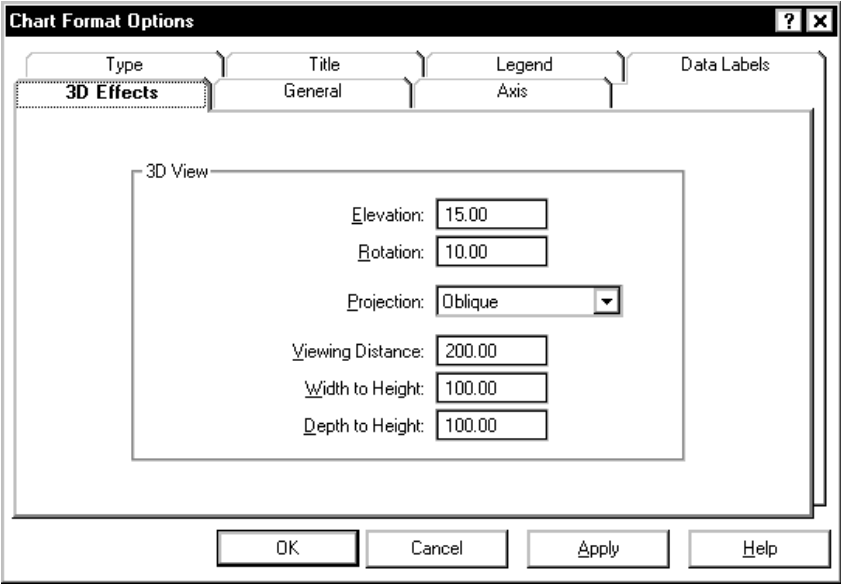 Chart Format Options
Type Title Legend Data Labels
3D Effects General Axis
3D View
Elevation: 15.00
Rotation: 10.00
Projection: Oblique
Viewing Distance: 200.00
Width to Height: 100.00
Depth to Height: 100.00
OK Cancel Apply Help